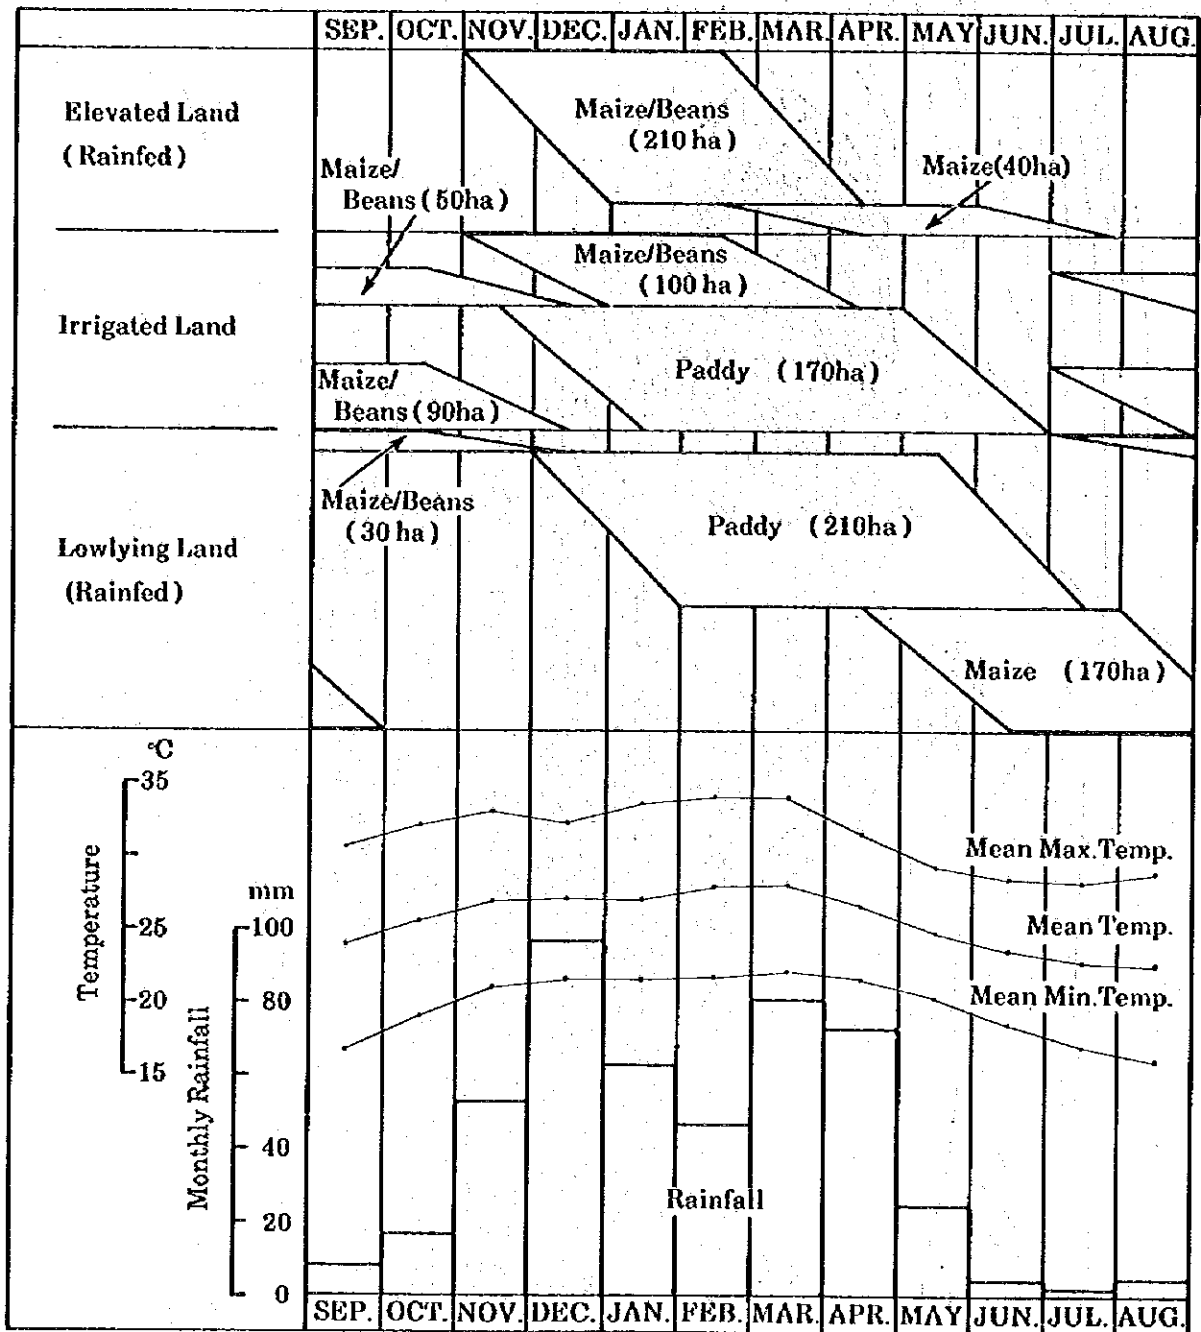 SEP. OCT. NOV. DEC. JAN. FEB. MAR. APR. MAY JUN. JUL. AUG.
Elevated Land
(Rainfed)
Maize/Beans
(210 ha)
Maize(40ha)
Maize/
Beans (50ha)
Maize/Beans
(100 ha)
Irrigated Land
Paddy (170ha)
Maize/
Beans (90ha)
Maize/Beans
(30 ha)
Lowlying Land
(Rainfed)
Paddy (210ha)
Maize (170ha)
°C
35
25
20
15
Temperature
mm
100
80
40
20
0
Monthly Rainfall
Mean Max.Temp.
Mean Temp.
Mean Min.Temp.
Rainfall
SEP. OCT. NOV. DEC. JAN. FEB. MAR. APR. MAY JUN. JUL. AUG.